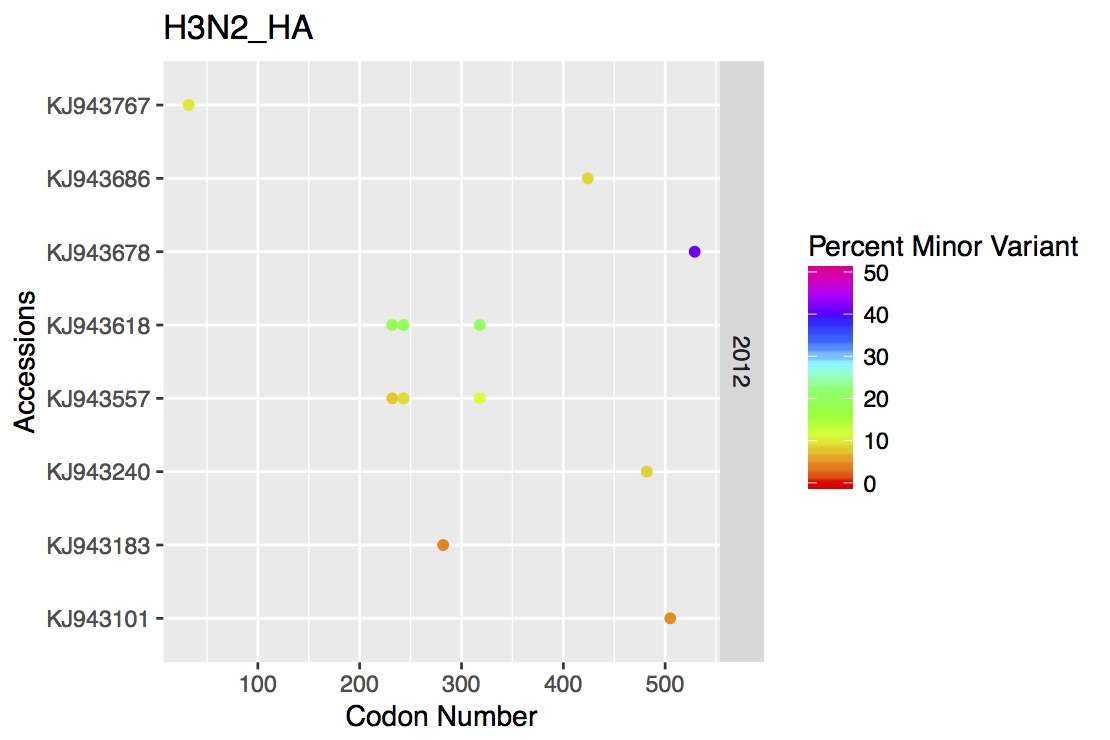 H3N2_HA
Accessions
KJ943767
KJ943686
KJ943678
KJ943618
KJ943557
KJ943240
KJ943183
KJ943101
100 200 300 400 500
Codon Number
2012
Percent Minor Variant
50
40
30
20
10
0